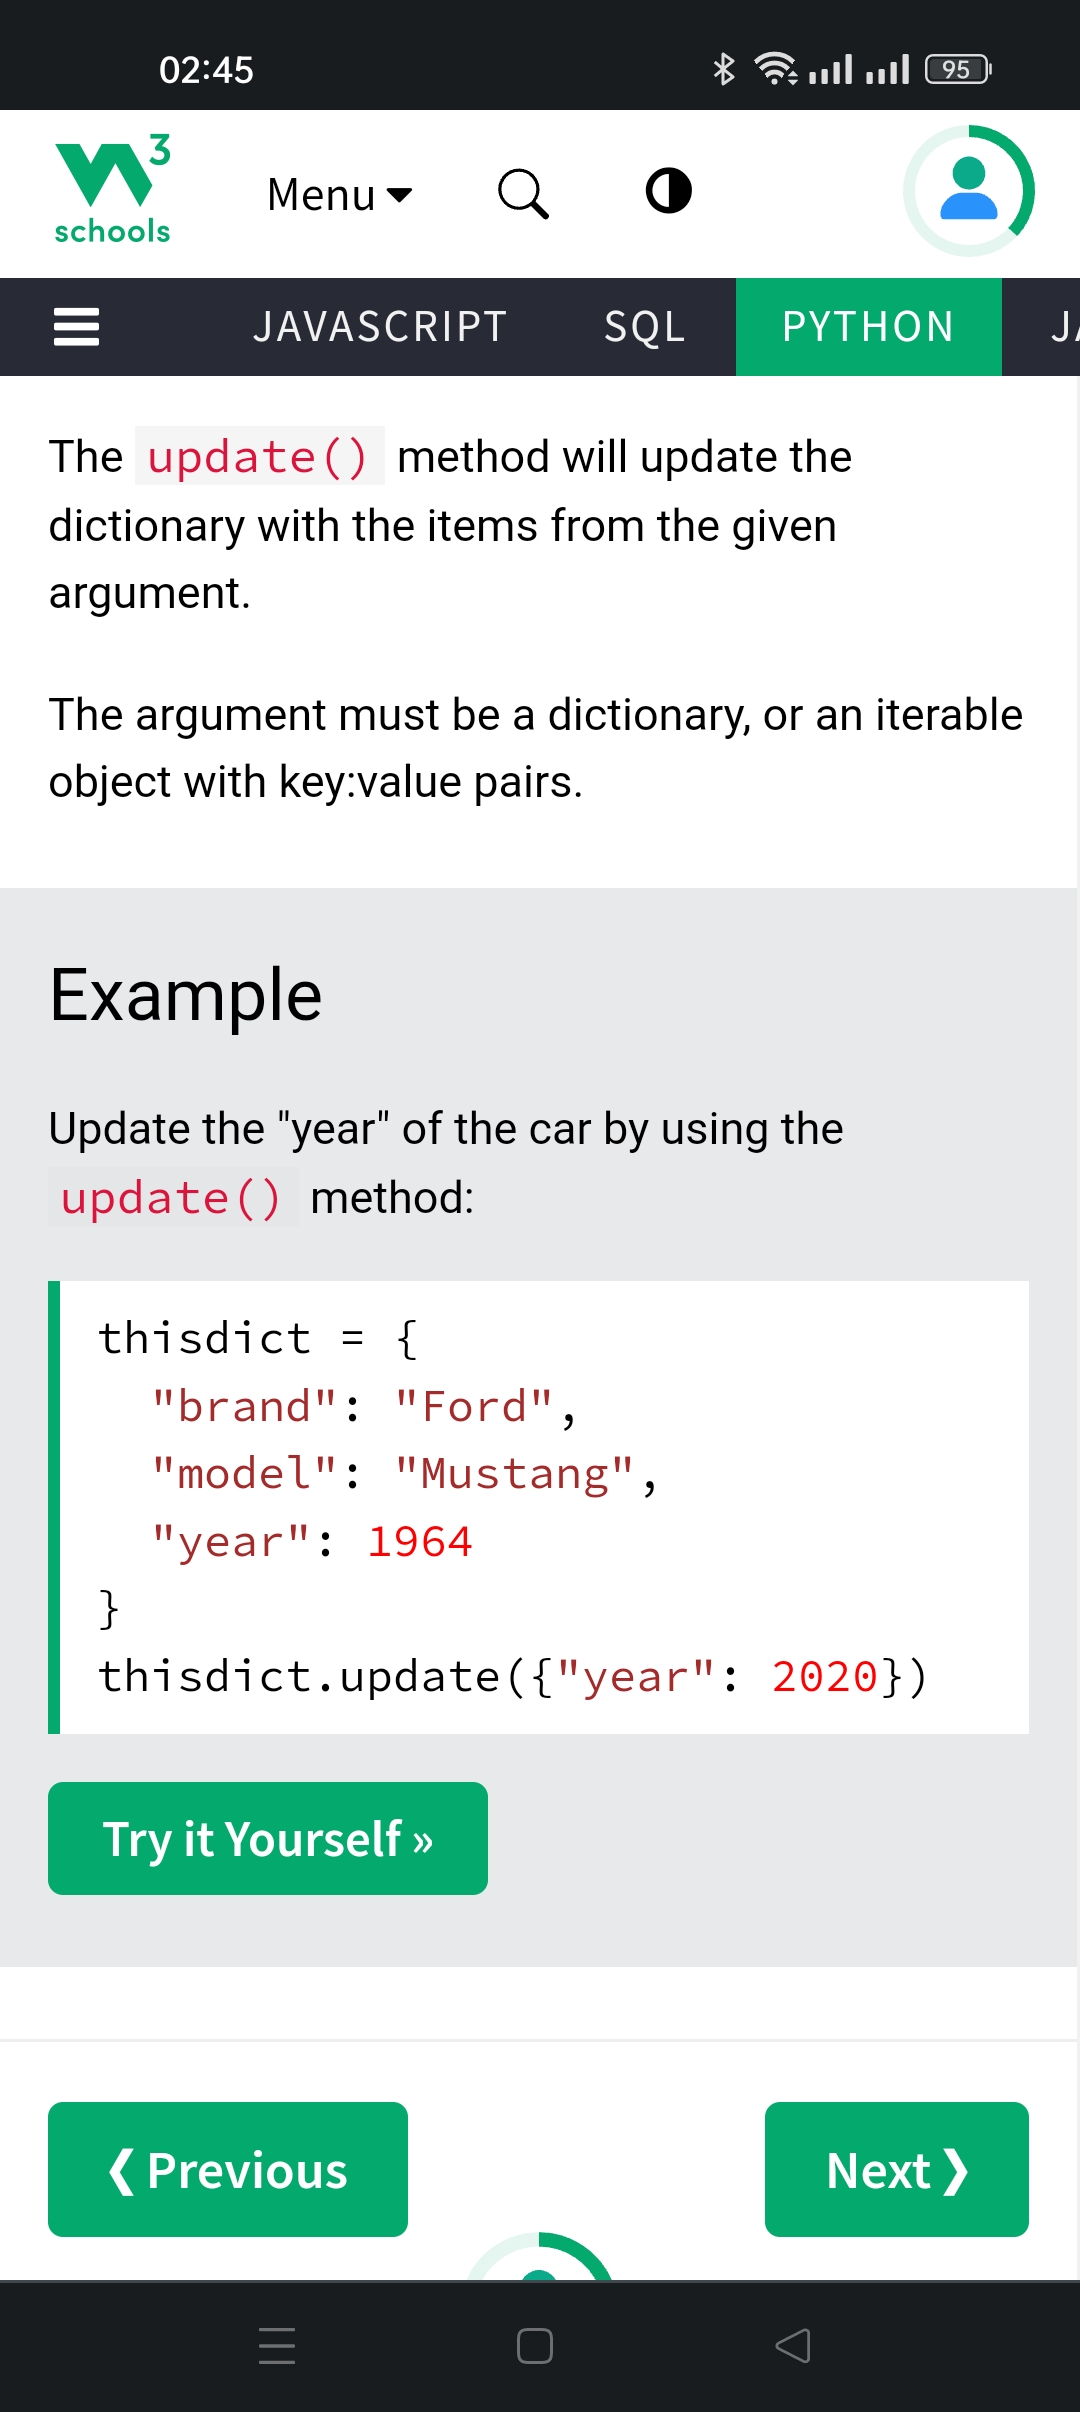 02:45
95
3
schools
Menu
JAVASCRIPT SQL PYTHON JA
The update() method will update the
dictionary with the items from the given
argument.
The argument must be a dictionary, or an iterable
object with key:value pairs.
Example
Update the "year" of the car by using the
update() method:
thisdict = {
  "brand": "Ford",
  "model": "Mustang",
  "year": 1964
}
thisdict.update({"year": 2020})
Try it Yourself »
❮ Previous
Next ❯